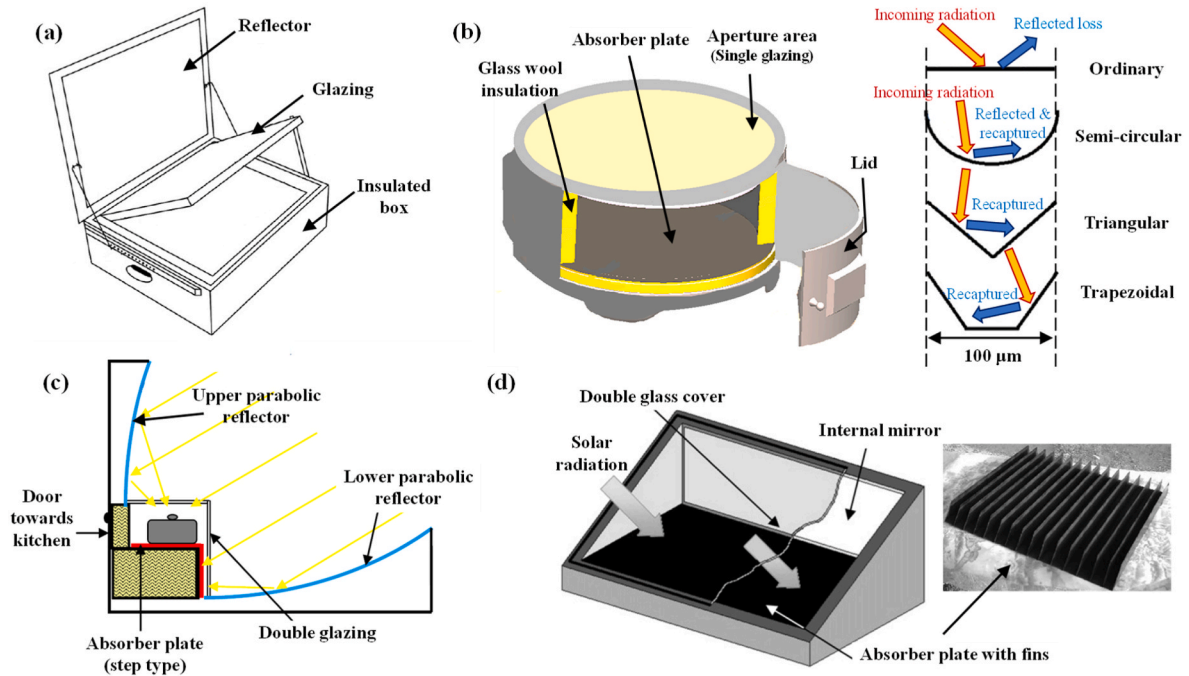 (a)
Reflector
Glazing
Insulated
box
(b)
Absorber plate
Aperture area
(Single glazing)
Glass wool
insulation
Lid
Incoming radiation
Reflected loss
Ordinary
Incoming radiation
Reflected &
recaptured
Semi-circular
Recaptured
Triangular
Recaptured
Trapezoidal
100 μm
(c)
Upper parabolic
reflector
Lower parabolic
reflector
Door
towards
kitchen
Absorber plate
(step type)
Double glazing
(d)
Double glass cover
Solar
radiation
Internal mirror
Absorber plate with fins